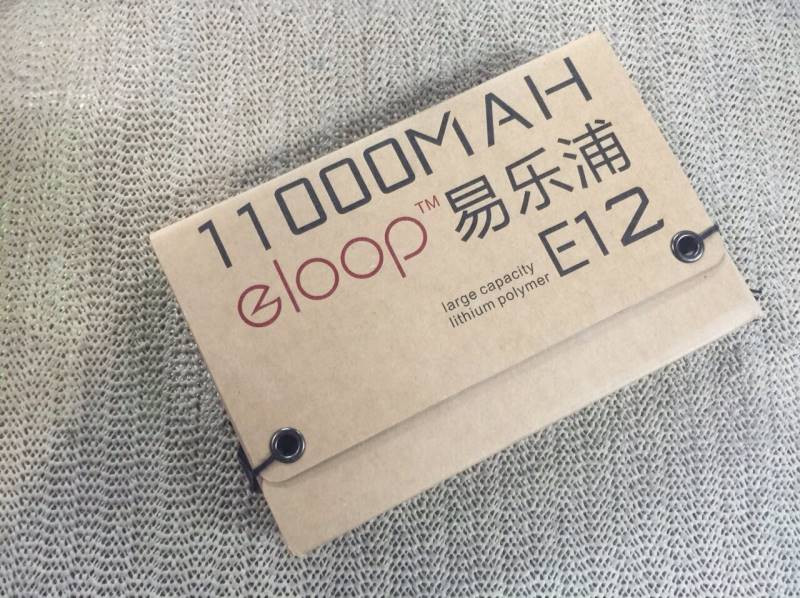 11000MAH
eloop™ 易乐浦
large capacity
lithium polymer E12